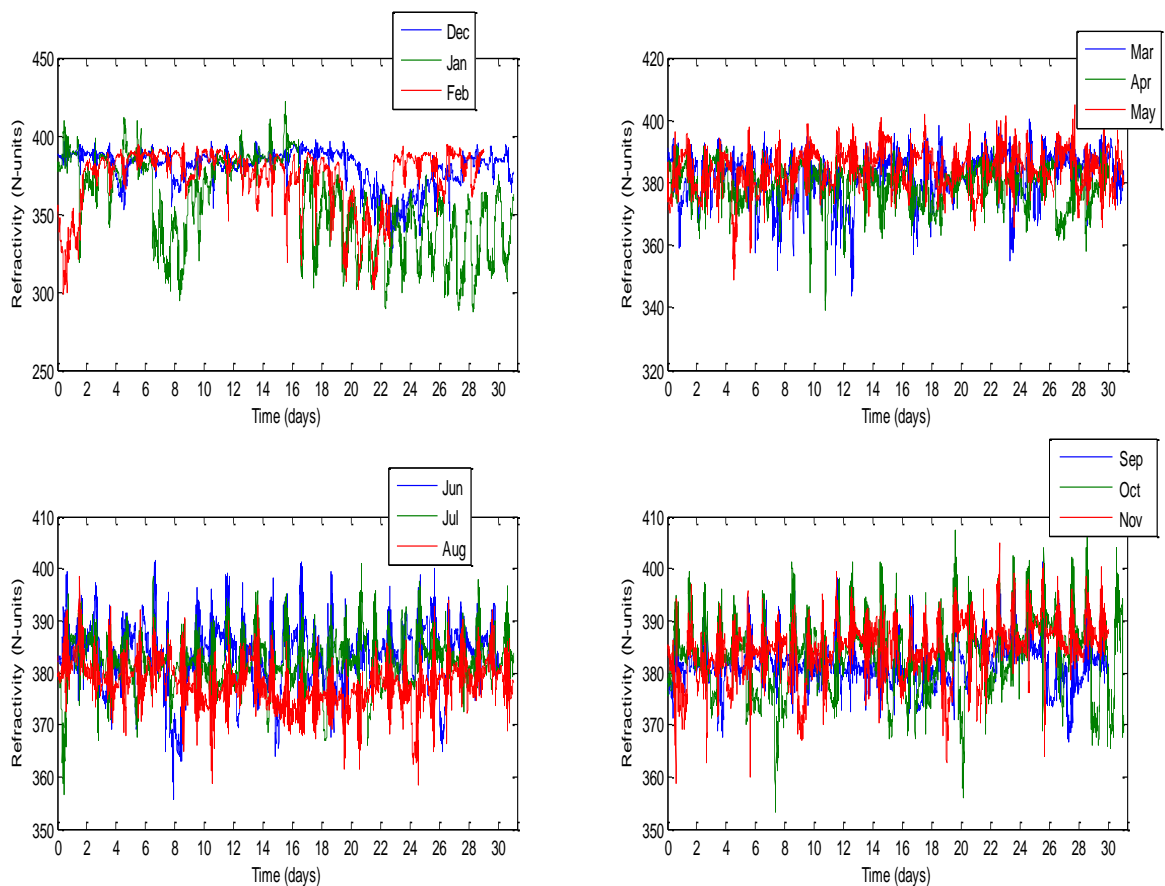 Dec
Jan
Feb
450
400
350
300
250
Refractivity (N-units)
0 2 4 6 8 10 12 14 16 18 20 22 24 26 28 30
Time (days)
Mar
Apr
May
420
400
380
360
340
320
Refractivity (N-units)
0 2 4 6 8 10 12 14 16 18 20 22 24 26 28 30
Time (days)
Jun
Jul
Aug
410
400
390
380
370
360
350
Refractivity (N-units)
0 2 4 6 8 10 12 14 16 18 20 22 24 26 28 30
Time (days)
Sep
Oct
Nov
410
400
390
380
370
360
350
Refractivity (N-units)
0 2 4 6 8 10 12 14 16 18 20 22 24 26 28 30
Time (days)